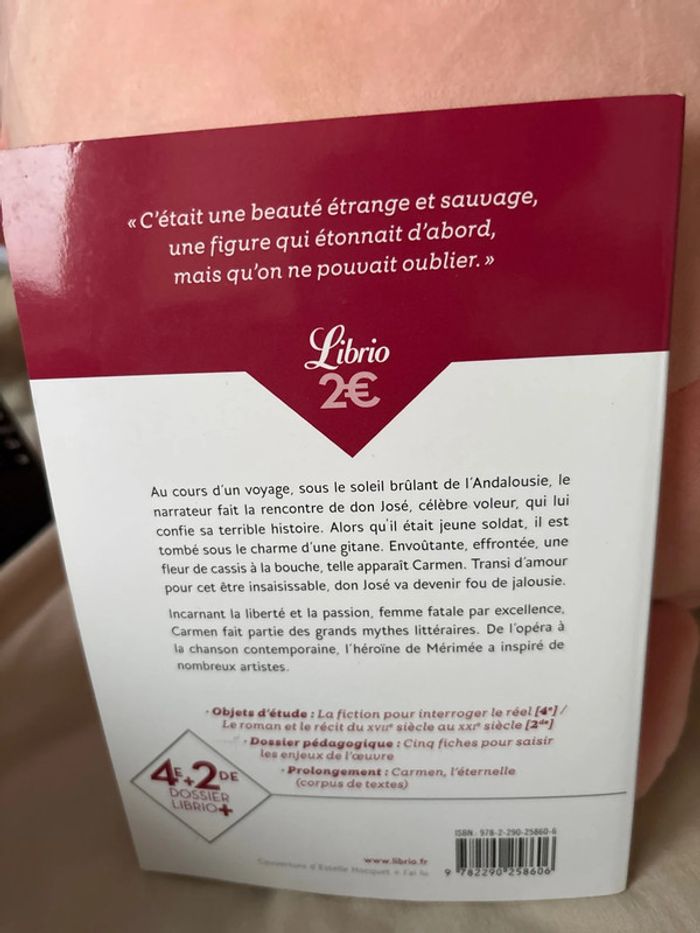 « C'était une beauté étrange et sauvage,
une figure qui étonnait d'abord,
mais qu'on ne pouvait oublier. »
Librio
2€
Au cours d'un voyage, sous le soleil brûlant de l'Andalousie, le
narrateur fait la rencontre de don José, célèbre voleur, qui lui
confie sa terrible histoire. Alors qu'il était jeune soldat, il est
tombé sous le charme d'une gitane. Envoûtante, effrontée, une
fleur de cassis à la bouche, telle apparaît Carmen. Transi d'amour
pour cet être insaisissable, don José va devenir fou de jalousie.
Incarnant la liberté et la passion, femme fatale par excellence,
Carmen fait partie des grands mythes littéraires. De l'opéra à
la chanson contemporaine, l'héroïne de Mérimée a inspiré de
nombreux artistes.
• Objets d'étude : La fiction pour interroger le réel [4e] /
Le roman et le récit du XVIIe siècle au XXIe siècle [2de]
• Dossier pédagogique : Cinq fiches pour saisir
les enjeux de l'œuvre
• Prolongement : Carmen, l'éternelle
(corpus de textes)
4E+2DE
DOSSIER
LIBRIO+
ISBN : 978-2-290-25860-6
www.librio.fr
Couverture d'Estelle Hocquet © J'ai lu
9 782290 258606